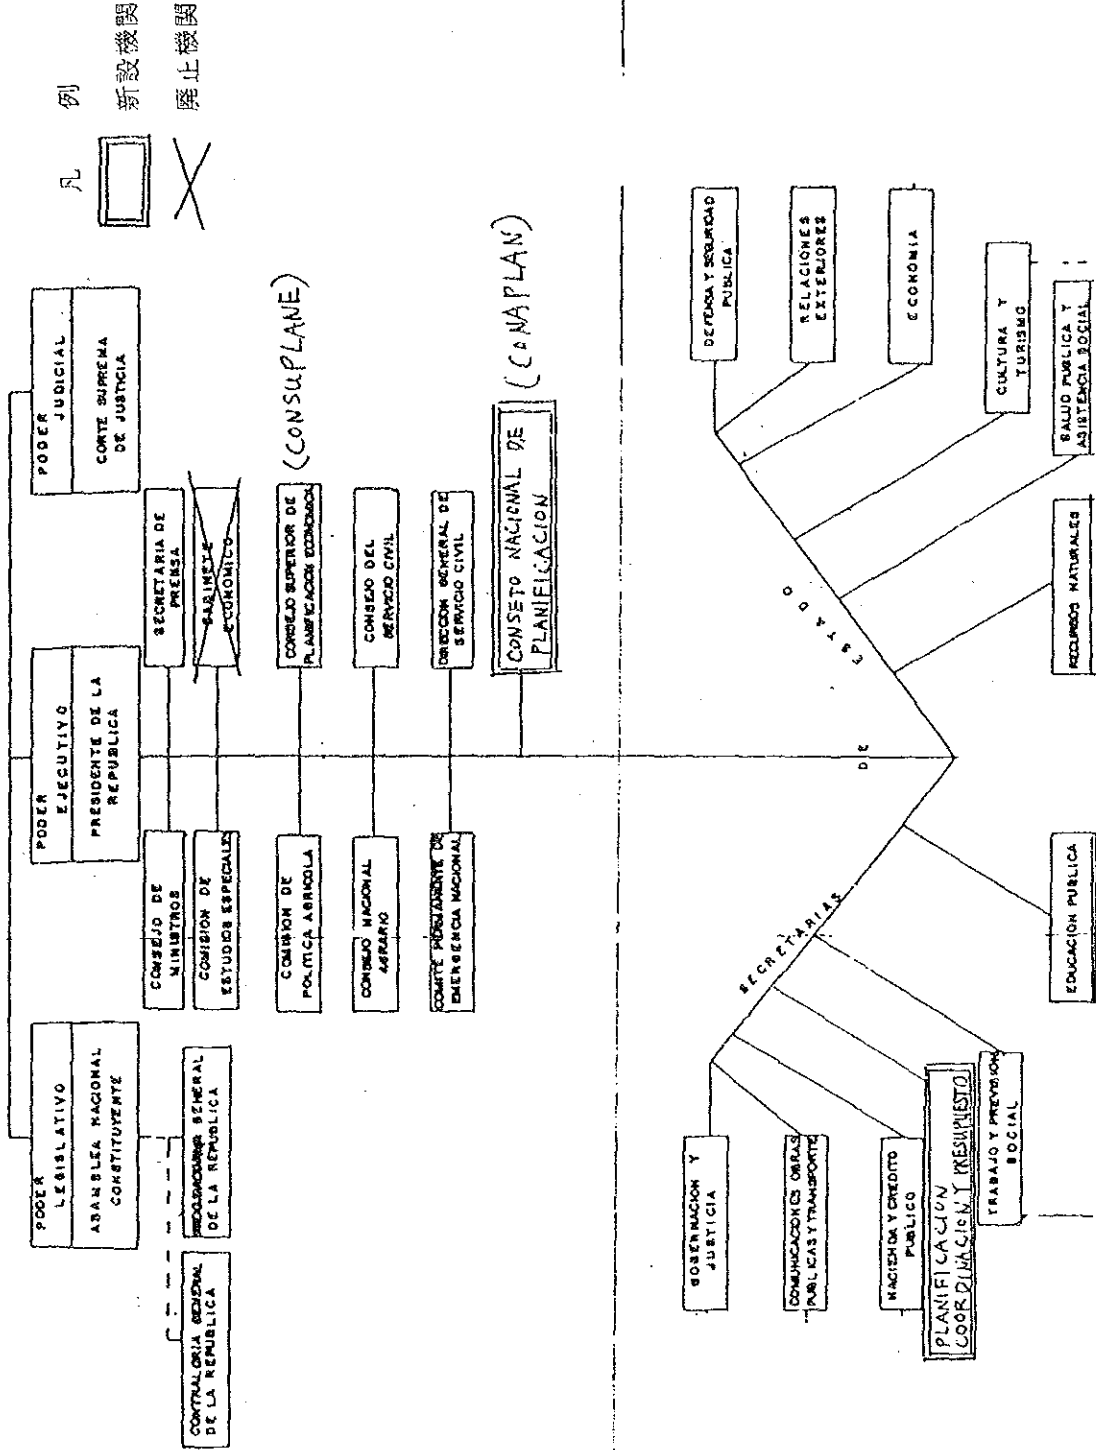 凡 例
新設機関
廃止機関
PODER
LEGISLATIVO
ASAMBLEA NACIONAL
CONSTITUYENTE
PODER
EJECUTIVO
PRESIDENTE DE LA
REPUBLICA
PODER
JUDICIAL
CORTE SUPREMA
DE JUSTICIA
CONTRALORIA GENERAL
DE LA REPUBLICA
GENERAL
DE LA REPUBLICA
CONSEJO DE
MINISTROS
SECRETARIA DE
PRENSA
COMISION DE
ESTUDIOS ESPECIALES
GABINETE
ECONOMICO
COMISION DE
POLITICA AGRICOLA
CONSEJO SUPERIOR DE
PLANIFICACION ECONOMICA
(CONSUPLANE)
CONSEJO NACIONAL
AGRARIO
CONSEJO DEL
SERVICIO CIVIL
COMITE PERMANENTE DE
EMERGENCIA NACIONAL
DIRECCION GENERAL DE
SERVICIO CIVIL
CONSETO NACIONAL DE
PLANIFICACION
(CONAPLAN)
SECRETARIAS DE ESTADO
GOBERNACION Y
JUSTICIA
COMUNICACIONES OBRAS
PUBLICAS Y TRANSPORTE
HACIENDA Y CREDITO
PUBLICO
PLANIFICACION
COORDINACION Y PRESUPUESTO
TRABAJO Y PREVISION
SOCIAL
EDUCACION PUBLICA
RECURSOS NATURALES
SALUD PUBLICA Y
ASISTENCIA SOCIAL
CULTURA Y
TURISMO
ECONOMIA
RELACIONES
EXTERIORES
DEFENSA Y SEGURIDAD
PUBLICA